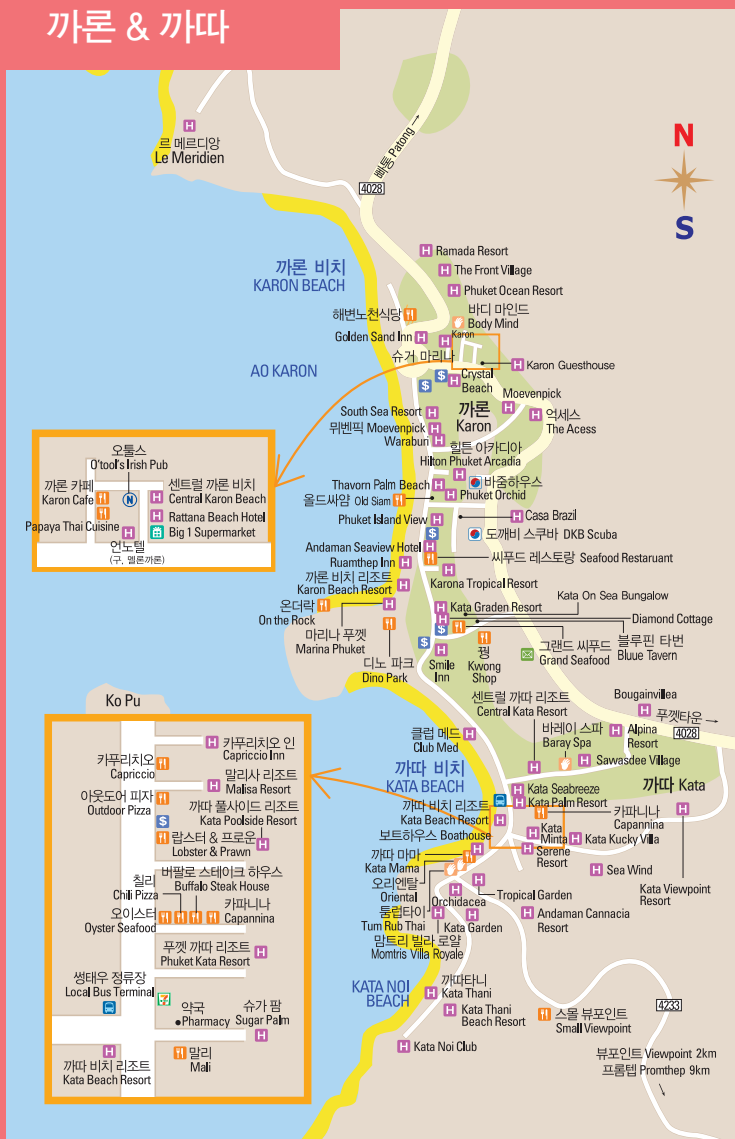 까론 & 까따
르 메르디앙
Le Meridien
빠통 Patong →
4028
N
S
까론 비치
KARON BEACH
AO KARON
Ramada Resort
The Front Village
Phuket Ocean Resort
바디 마인드
Body Mind
해변노천식당
Golden Sand Inn
Karon
슈거 마리나
Karon Guesthouse
$
$
Crystal
Beach
Moevenpick
South Sea Resort
까론
Karon
억세스
The Acess
뮈벤픽 Moevenpick
Waraburi
힐튼 아카디아
Hilton Phuket Arcadia
Thavorn Palm Beach
바줌하우스
올드싸얌 Old Siam
Phuket Orchid
Phuket Island View
Casa Brazil
$
도깨비 스쿠바 DKB Scuba
Andaman Seaview Hotel
씨푸드 레스토랑 Seafood Restaruant
Ruamthep Inn
까론 비치 리조트
Karon Beach Resort
Karona Tropical Resort
온더락
On the Rock
Kata On Sea Bungalow
Kata Graden Resort
Diamond Cottage
마리나 푸껫
Marina Phuket
$
$
디노 파크
Dino Park
Smile
Inn
꿩
Kwong
Shop
그랜드 씨푸드
Grand Seafood
블루핀 타번
Bluue Tavern
오툴스
O'tool's Irish Pub
까론 카페
Karon Cafe
N
센트럴 까론 비치
Central Karon Beach
Rattana Beach Hotel
Papaya Thai Cuisine
Big 1 Supermarket
언노텔
(구, 멜론까론)
Ko Pu
센트럴 까따 리조트
Central Kata Resort
Bougainvillea
푸껫타운 →
4028
클럽 메드
Club Med
바레이 스파
Baray Spa
Alpina
Resort
Sawasdee Village
까따 비치
KATA BEACH
까따 Kata
Kata Seabreeze
Kata Palm Resort
까따 비치 리조트
Kata Beach Resort
카파니나
Capannina
보트하우스 Boathouse
Kata
Minta
Kata Kucky Villa
까따 마마
Kata Mama
Serene
Resort
Sea Wind
Kata Viewpoint
Resort
오리엔탈
Oriental
Orchidacea
Tropical Garden
툼럽타이
Tum Rub Thai
Kata Garden
Andaman Cannacia
Resort
맘트리 빌라 로얄
Momtris Villa Royale
KATA NOI
BEACH
까따타니
Kata Thani
Kata Thani
Beach Resort
스몰 뷰포인트
Small Viewpoint
4233
Kata Noi Club
뷰포인트 Viewpoint 2km
프롬텝 Promthep 9km
카푸리치오 인
Capriccio Inn
카푸리치오
Capriccio
말리사 리조트
Malisa Resort
아웃도어 피자
Outdoor Pizza
까따 풀사이드 리조트
Kata Poolside Resort
$
랍스터 & 프로운
Lobster & Prawn
버팔로 스테이크 하우스
Buffalo Steak House
칠리
Chili Pizza
오이스터
Oyster Seafood
카파니나
Capannina
푸껫 까따 리조트
Phuket Kata Resort
썽태우 정류장
Local Bus Terminal
7
약국
Pharmacy
슈가 팜
Sugar Palm
까따 비치 리조트
Kata Beach Resort
말리
Mali